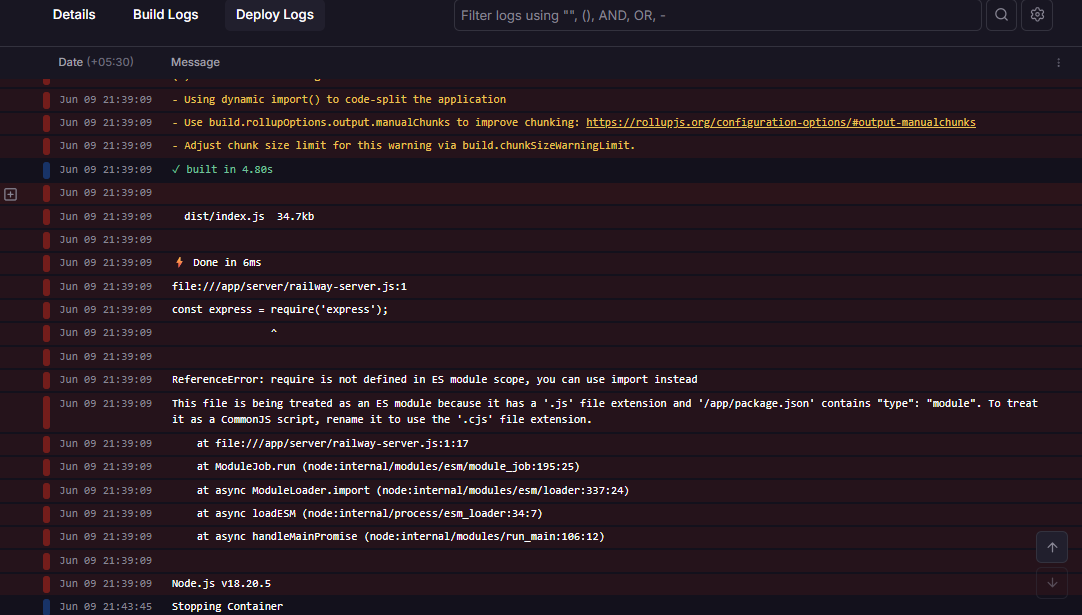 Details Build Logs Deploy Logs Filter logs using "", (), AND, OR, -
Date (+05:30) Message
Jun 09 21:39:09 - Using dynamic import() to code-split the application
Jun 09 21:39:09 - Use build.rollupOptions.output.manualChunks to improve chunking: https://rollupjs.org/configuration-options/#output-manualchunks
Jun 09 21:39:09 - Adjust chunk size limit for this warning via build.chunkSizeWarningLimit.
Jun 09 21:39:09 ✓ built in 4.80s
Jun 09 21:39:09
Jun 09 21:39:09 dist/index.js 34.7kb
Jun 09 21:39:09
Jun 09 21:39:09 ⚡ Done in 6ms
Jun 09 21:39:09 file:///app/server/railway-server.js:1
Jun 09 21:39:09 const express = require('express');
Jun 09 21:39:09 ^
Jun 09 21:39:09
Jun 09 21:39:09 ReferenceError: require is not defined in ES module scope, you can use import instead
Jun 09 21:39:09 This file is being treated as an ES module because it has a '.js' file extension and '/app/package.json' contains "type": "module". To treat
it as a CommonJS script, rename it to use the '.cjs' file extension.
Jun 09 21:39:09 at file:///app/server/railway-server.js:1:17
Jun 09 21:39:09 at ModuleJob.run (node:internal/modules/esm/module_job:195:25)
Jun 09 21:39:09 at async ModuleLoader.import (node:internal/modules/esm/loader:337:24)
Jun 09 21:39:09 at async loadESM (node:internal/process/esm_loader:34:7)
Jun 09 21:39:09 at async handleMainPromise (node:internal/modules/run_main:106:12)
Jun 09 21:39:09
Jun 09 21:39:09 Node.js v18.20.5
Jun 09 21:43:45 Stopping Container